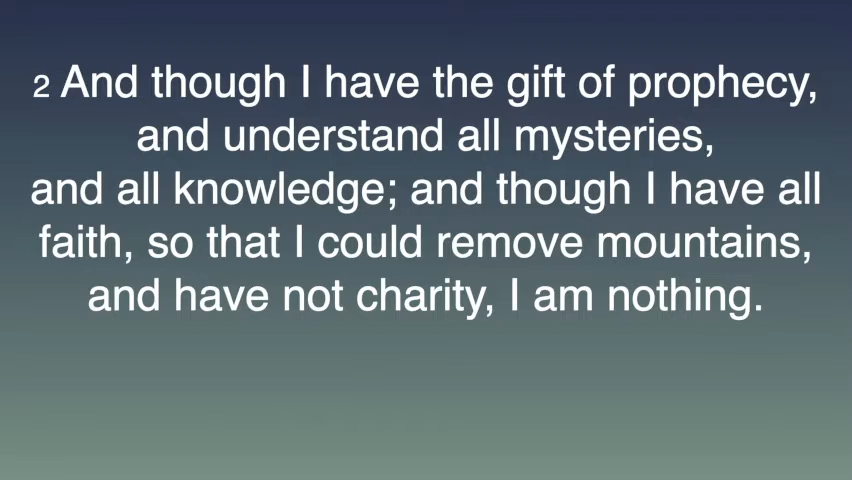 2 And though I have the gift of prophecy,
and understand all mysteries,
and all knowledge; and though I have all
faith, so that I could remove mountains,
and have not charity, I am nothing.